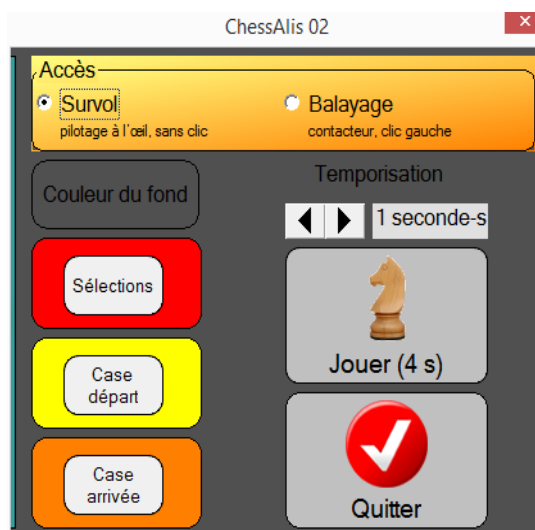 ChessAlis 02
Accès
Survol
pilotage à l'œil, sans clic
Balayage
contacteur, clic gauche
Couleur du fond
Temporisation
1 seconde-s
Sélections
Case
départ
Case
arrivée
Jouer (4 s)
Quitter